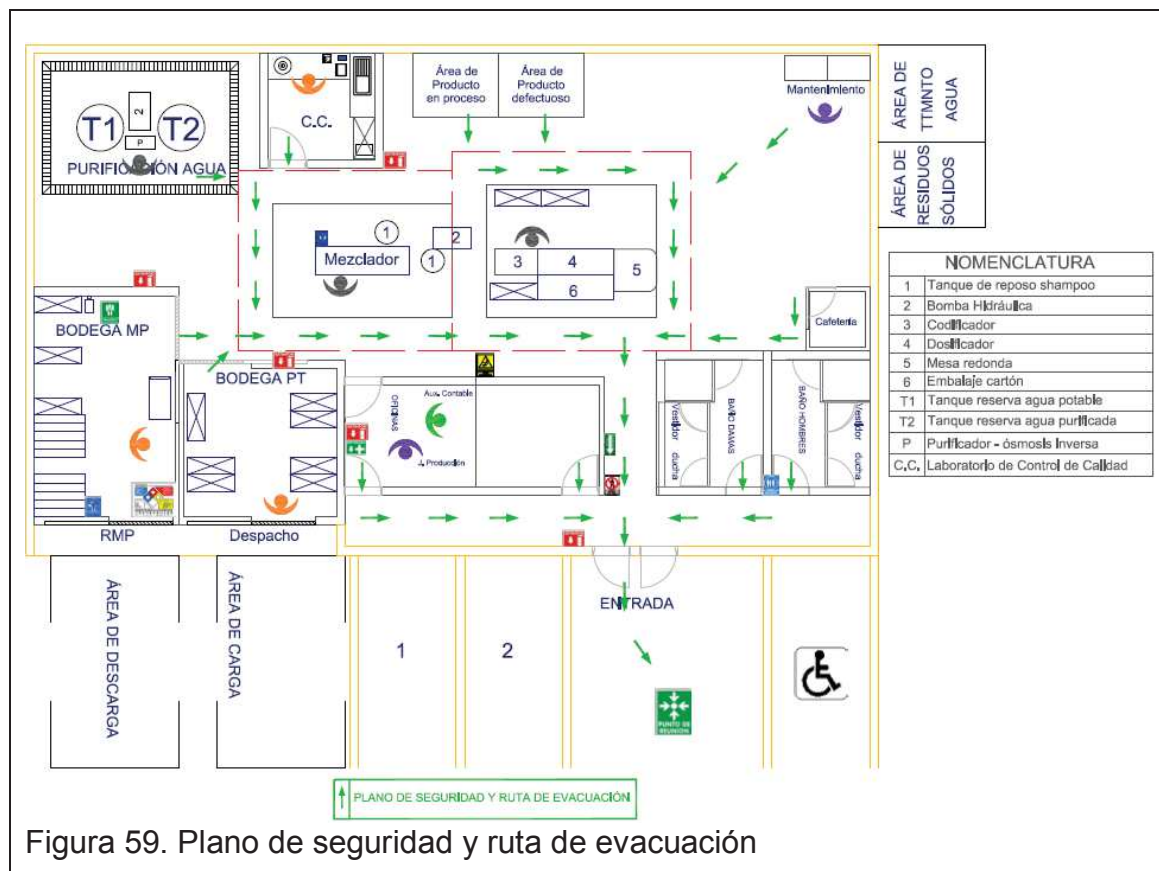 Área de
Producto
en proceso
Área de
Producto
defectuoso
Mantenimiento
ÁREA DE
TTMNTO
AGUA
ÁREA DE
RESIDUOS
SÓLIDOS
T1
2
P
T2
PURIFICACIÓN AGUA
C.C.
Mezclador
1
1
2
3
4
5
6
BODEGA MP
BODEGA PT
Cafetería
OFICINAS
Aux. Contable
J. Producción
Vestidor
ducha
BAÑO DAMAS
BAÑO HOMBRES
Vestidor
ducha
RMP
Despacho
ÁREA DE DESCARGA
ÁREA DE CARGA
1
2
ENTRADA
PUNTO DE
REUNIÓN
NOMENCLATURA
1 Tanque de reposo shampoo
2 Bomba Hidráulica
3 Codificador
4 Dosificador
5 Mesa redonda
6 Embalaje cartón
T1 Tanque reserva agua potable
T2 Tanque reserva agua purificada
P Purificador - ósmosis Inversa
C.C. Laboratorio de Control de Calidad
PLANO DE SEGURIDAD Y RUTA DE EVACUACIÓN
Figura 59. Plano de seguridad y ruta de evacuación